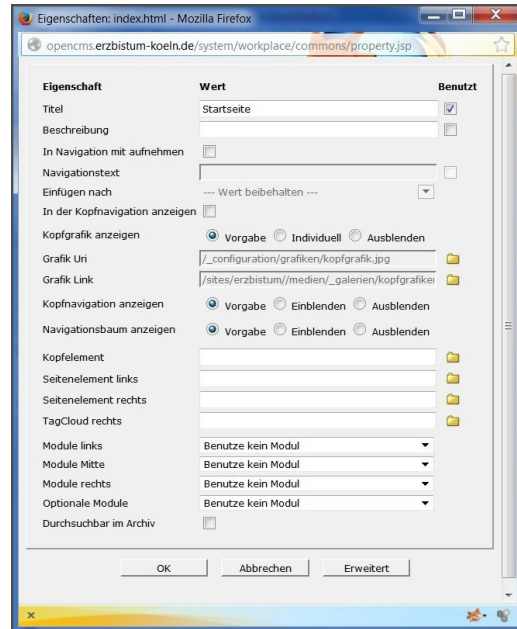 Eigenschaften: index.html - Mozilla Firefox
opencms.erzbistum-koeln.de/system/workplace/commons/property.jsp
Eigenschaft Wert Benutzt
Titel Startseite
Beschreibung
In Navigation mit aufnehmen
Navigationstext
Einfügen nach --- Wert beibehalten ---
In der Kopfnavigation anzeigen
Kopfgrafik anzeigen Vorgabe Individuell Ausblenden
Grafik Uri /_configuration/grafiken/kopfgrafik.jpg
Grafik Link /sites/erzbistum//medien/_galerien/kopfgrafiken
Kopfnavigation anzeigen Vorgabe Einblenden Ausblenden
Navigationsbaum anzeigen Vorgabe Einblenden Ausblenden
Kopfelement
Seitenelement links
Seitenelement rechts
TagCloud rechts
Module links Benutze kein Modul
Module Mitte Benutze kein Modul
Module rechts Benutze kein Modul
Optionale Module Benutze kein Modul
Durchsuchbar im Archiv
OK Abbrechen Erweitert